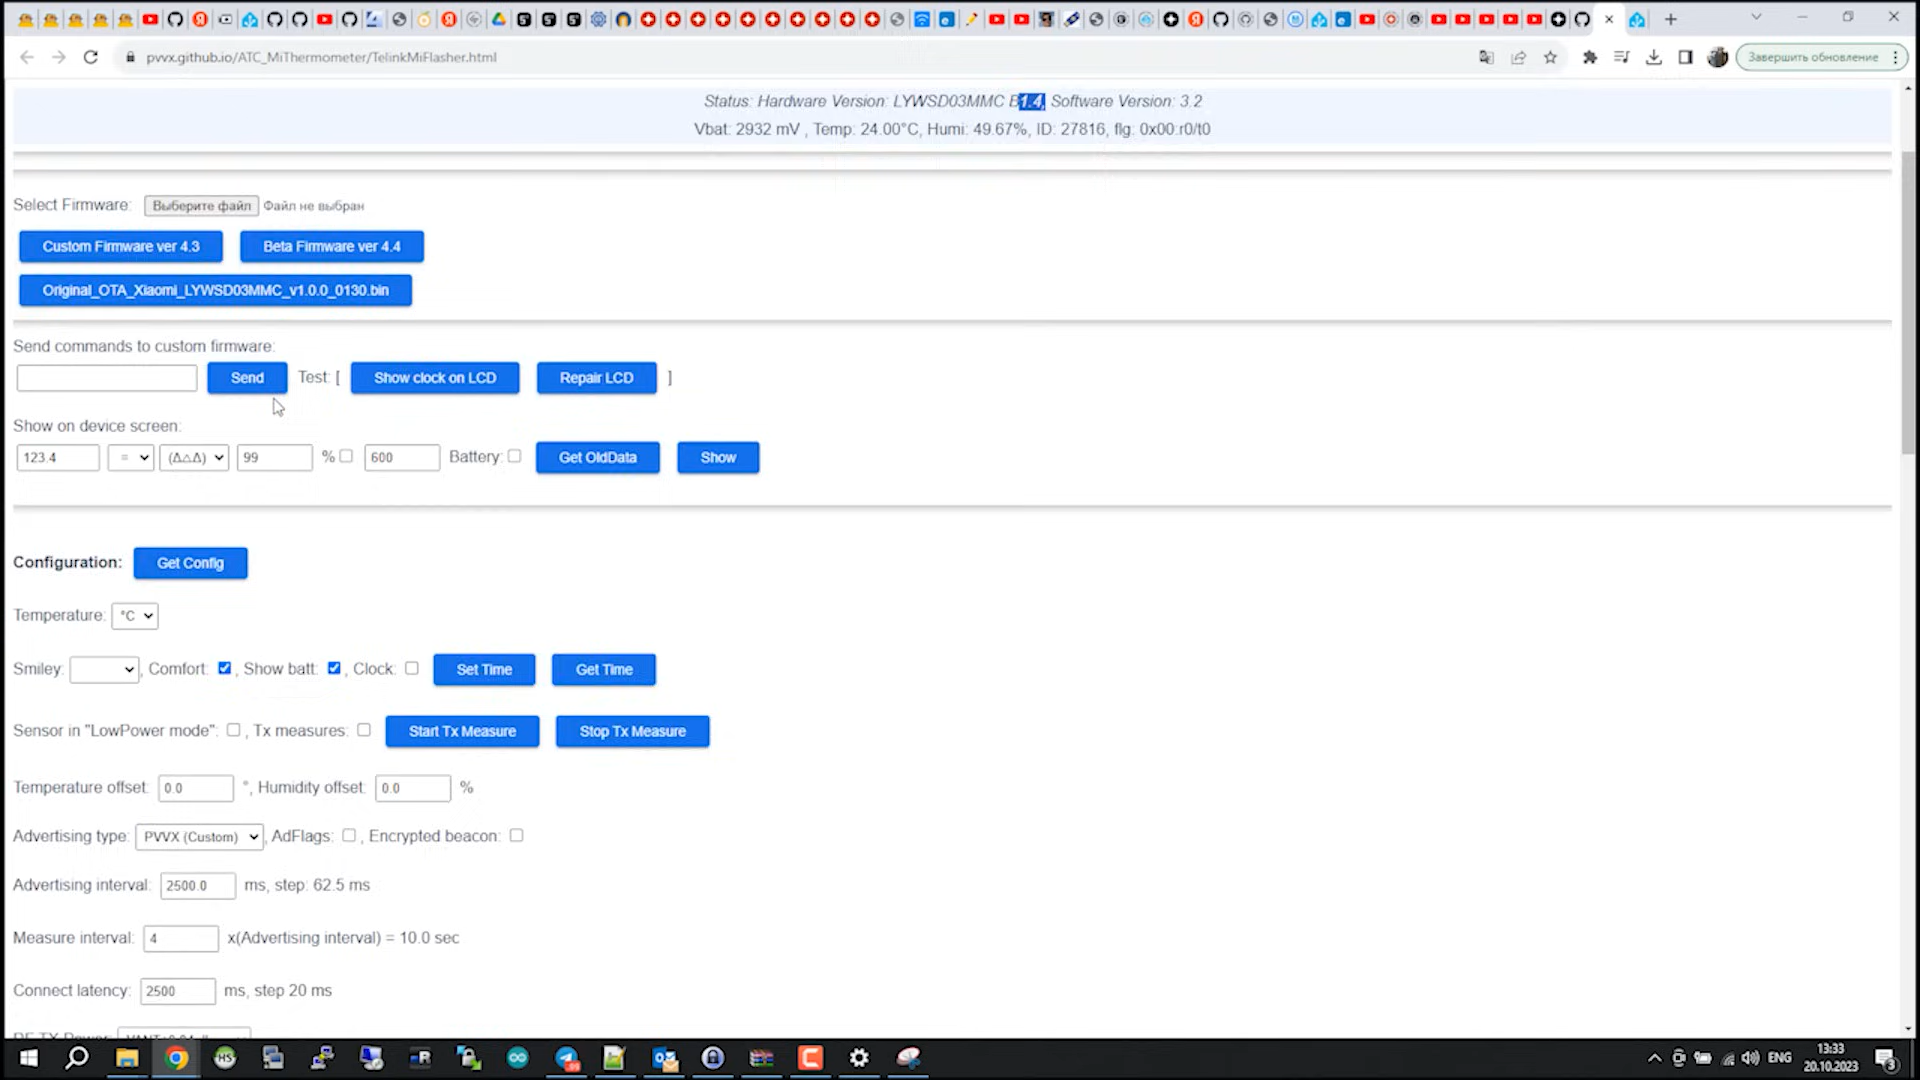 pvvx.github.io/ATC_MiThermometer/TelinkMiFlasher.html
Завершить обновление
Status: Hardware Version: LYWSD03MMC B1.4, Software Version: 3.2
Vbat: 2932 mV , Temp: 24.00°C, Humi: 49.67%, ID: 27816, flg: 0x00:r0/t0
Select Firmware: Выберите файл Файл не выбран
Custom Firmware ver 4.3 Beta Firmware ver 4.4
Original_OTA_Xiaomi_LYWSD03MMC_v1.0.0_0130.bin
Send commands to custom firmware:
Send Test: [ Show clock on LCD Repair LCD ]
Show on device screen:
123.4 = (Δ△Δ) 99 % 600 Battery: Get OldData Show
Configuration: Get Config
Temperature: °C
Smiley: , Comfort: , Show batt: , Clock: Set Time Get Time
Sensor in "LowPower mode": , Tx measures: Start Tx Measure Stop Tx Measure
Temperature offset: 0.0 °, Humidity offset: 0.0 %
Advertising type: PVVX (Custom) , AdFlags: , Encrypted beacon:
Advertising interval: 2500.0 ms, step: 62.5 ms
Measure interval: 4 x(Advertising interval) = 10.0 sec
Connect latency: 2500 ms, step 20 ms
ENG
13:33
20.10.2023
3